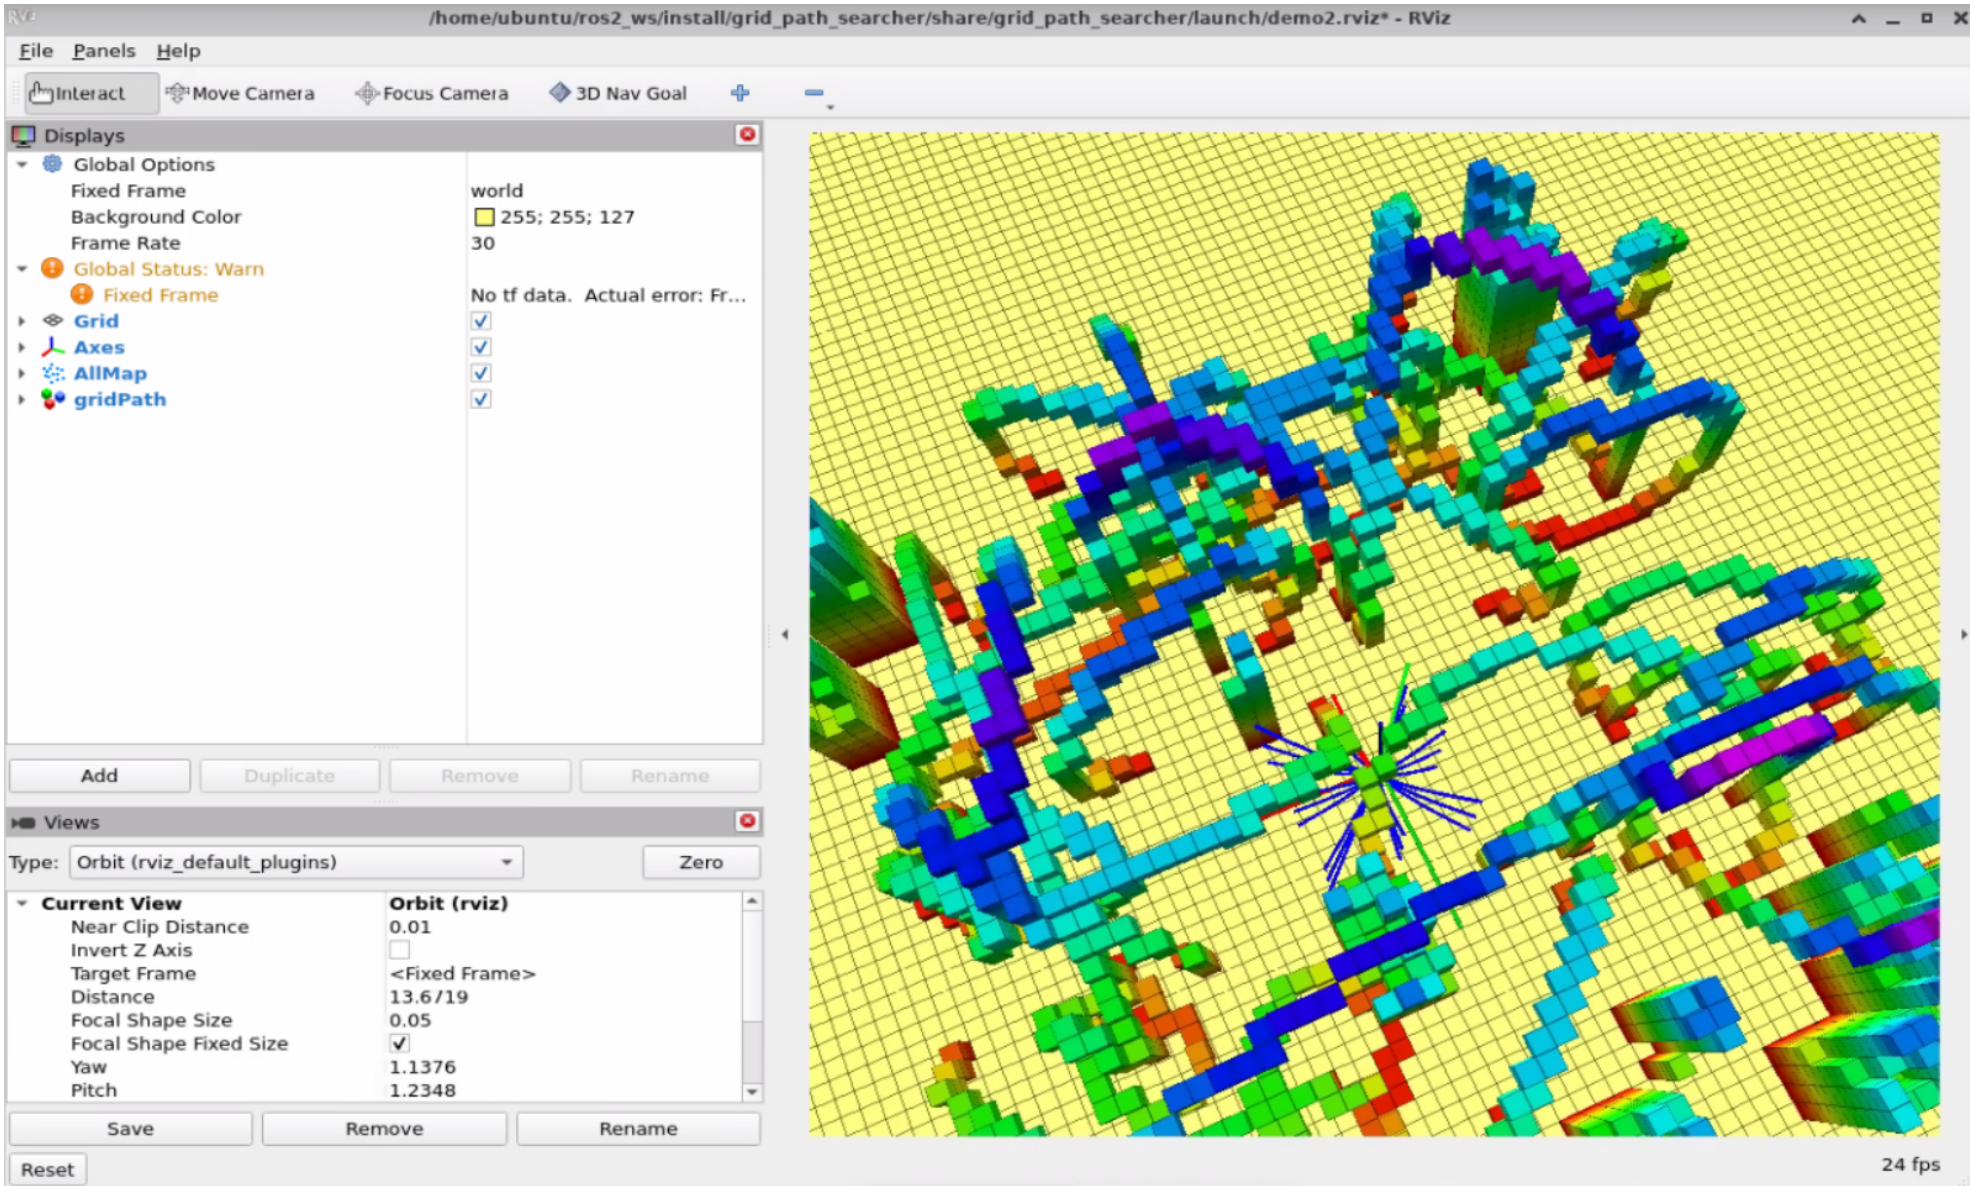 RViz
/home/ubuntu/ros2_ws/install/grid_path_searcher/share/grid_path_searcher/launch/demo2.rviz* - RViz
File Panels Help
Interact Move Camera Focus Camera 3D Nav Goal
Displays
Global Options
Fixed Frame world
Background Color 255; 255; 127
Frame Rate 30
Global Status: Warn
Fixed Frame No tf data. Actual error: Fr...
Grid
Axes
AllMap
gridPath
Add Duplicate Remove Rename
Views
Type: Orbit (rviz_default_plugins) Zero
Current View Orbit (rviz)
Near Clip Distance 0.01
Invert Z Axis
Target Frame <Fixed Frame>
Distance 13.6719
Focal Shape Size 0.05
Focal Shape Fixed Size
Yaw 1.1376
Pitch 1.2348
Save Remove Rename
Reset
24 fps